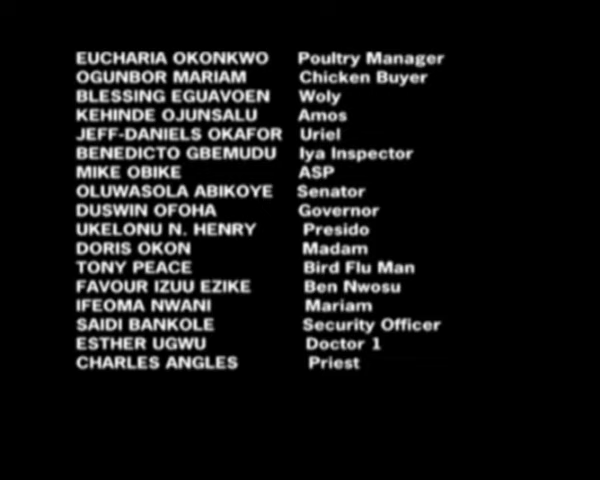 EUCHARIA OKONKWO Poultry Manager
OGUNBOR MARIAM Chicken Buyer
BLESSING EGUAVOEN Woly
KEHINDE OJUNSALU Amos
JEFF-DANIELS OKAFOR Uriel
BENEDICTO GBEMUDU Iya Inspector
MIKE OBIKE ASP
OLUWASOLA ABIKOYE Senator
DUSWIN OFOHA Governor
UKELONU N. HENRY Presido
DORIS OKON Madam
TONY PEACE Bird Flu Man
FAVOUR IZUU EZIKE Ben Nwosu
IFEOMA NWANI Mariam
SAIDI BANKOLE Security Officer
ESTHER UGWU Doctor 1
CHARLES ANGLES Priest